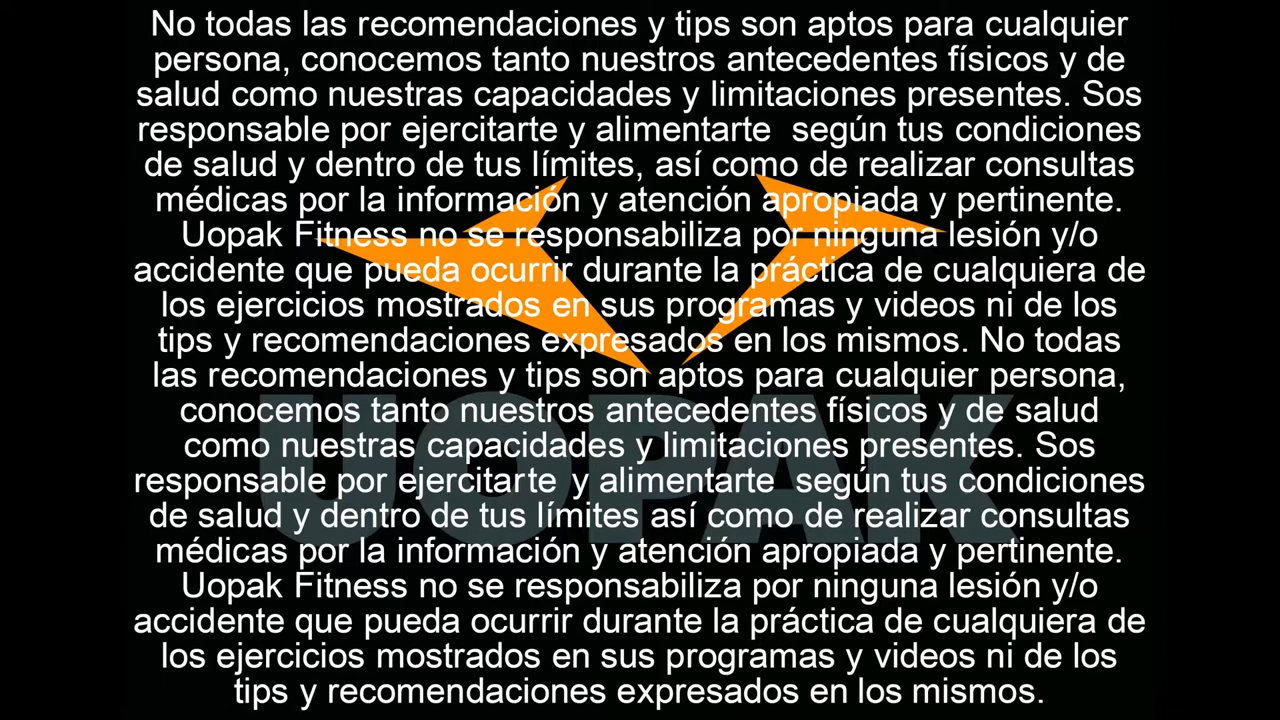 No todas las recomendaciones y tips son aptos para cualquier
persona, conocemos tanto nuestros antecedentes físicos y de
salud como nuestras capacidades y limitaciones presentes. Sos
responsable por ejercitarte y alimentarte  según tus condiciones
de salud y dentro de tus límites, así como de realizar consultas
médicas por la información y atención apropiada y pertinente.
Uopak Fitness no se responsabiliza por ninguna lesión y/o
accidente que pueda ocurrir durante la práctica de cualquiera de
los ejercicios mostrados en sus programas y videos ni de los
tips y recomendaciones expresados en los mismos. No todas
las recomendaciones y tips son aptos para cualquier persona,
conocemos tanto nuestros antecedentes físicos y de salud
como nuestras capacidades y limitaciones presentes. Sos
responsable por ejercitarte y alimentarte  según tus condiciones
de salud y dentro de tus límites así como de realizar consultas
médicas por la información y atención apropiada y pertinente.
Uopak Fitness no se responsabiliza por ninguna lesión y/o
accidente que pueda ocurrir durante la práctica de cualquiera de
los ejercicios mostrados en sus programas y videos ni de los
tips y recomendaciones expresados en los mismos.
UOPAK